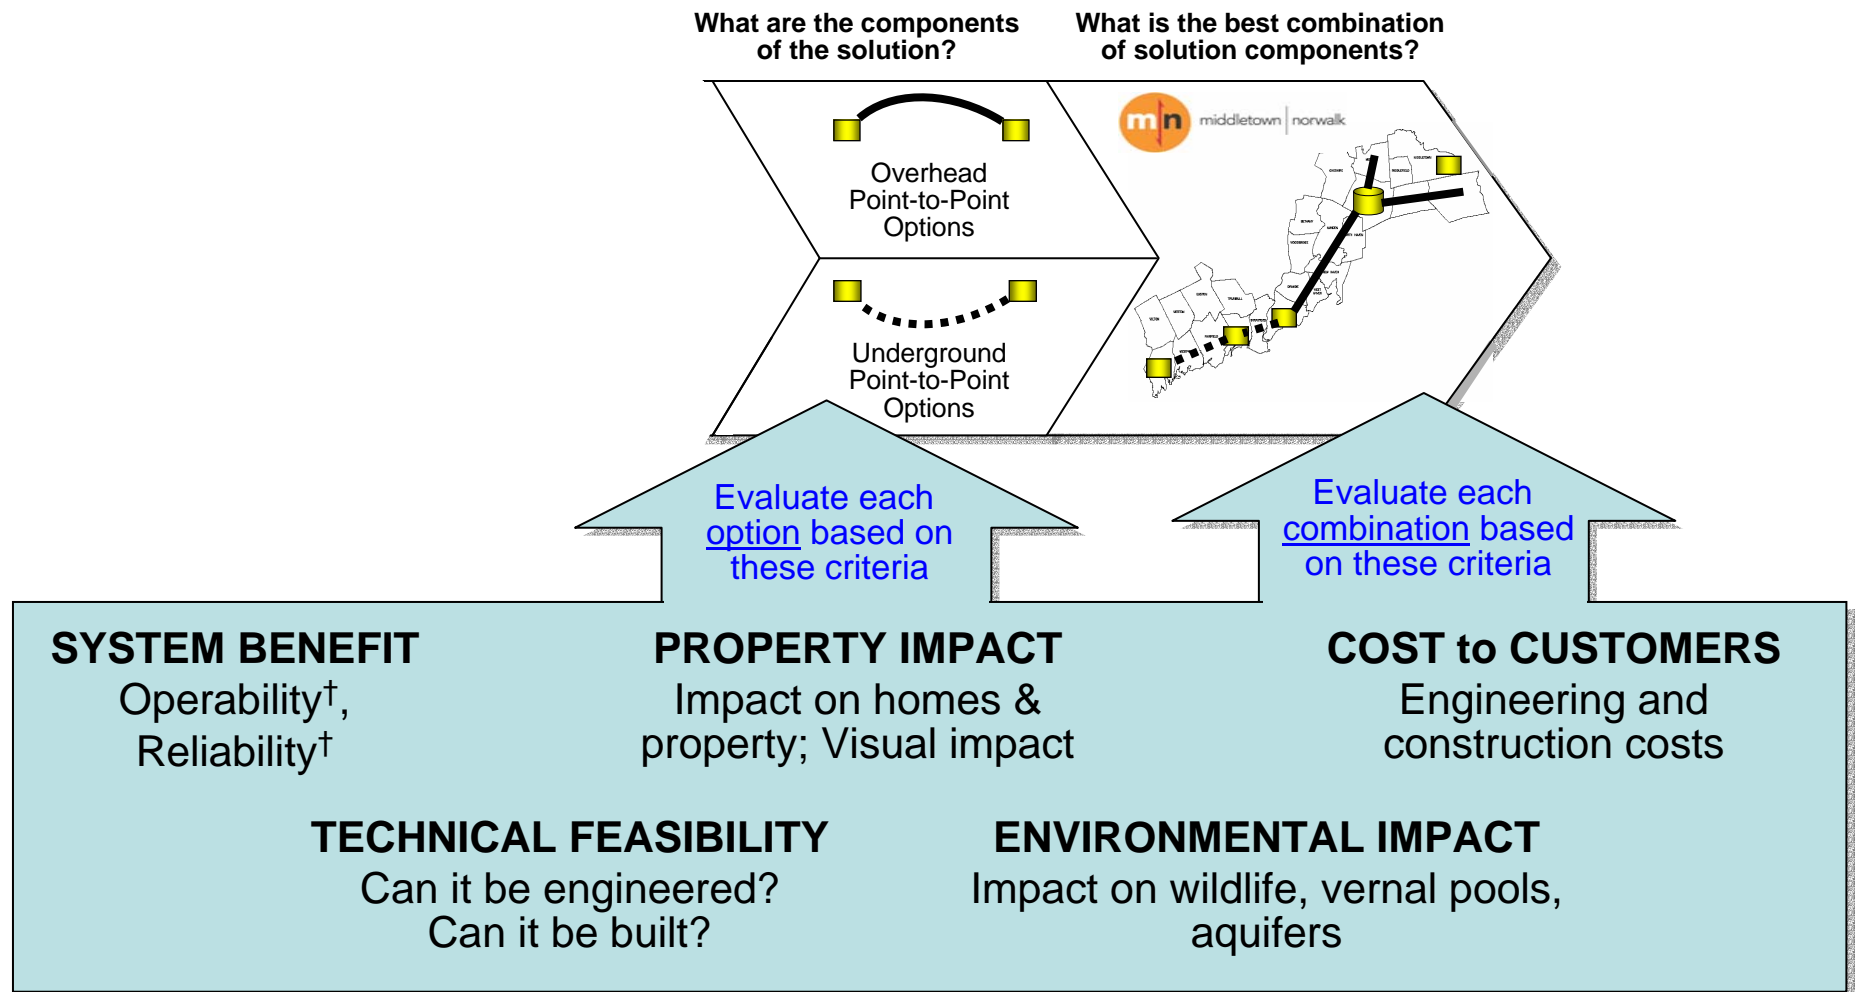 What are the components
of the solution?
What is the best combination
of solution components?
Overhead
Point-to-Point
Options
Underground
Point-to-Point
Options
m|n middletown | norwalk
Evaluate each
option based on
these criteria
Evaluate each
combination based
on these criteria
SYSTEM BENEFIT
Operability†,
Reliability†
PROPERTY IMPACT
Impact on homes &
property; Visual impact
COST to CUSTOMERS
Engineering and
construction costs
TECHNICAL FEASIBILITY
Can it be engineered?
Can it be built?
ENVIRONMENTAL IMPACT
Impact on wildlife, vernal pools,
aquifers